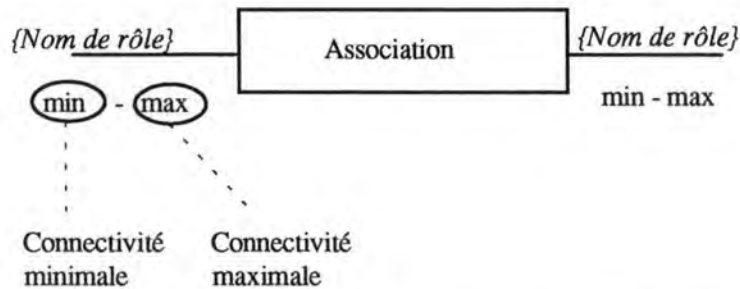 {Nom de rôle}
Association
{Nom de rôle}
min - max
min - max
Connectivité
minimale
Connectivité
maximale